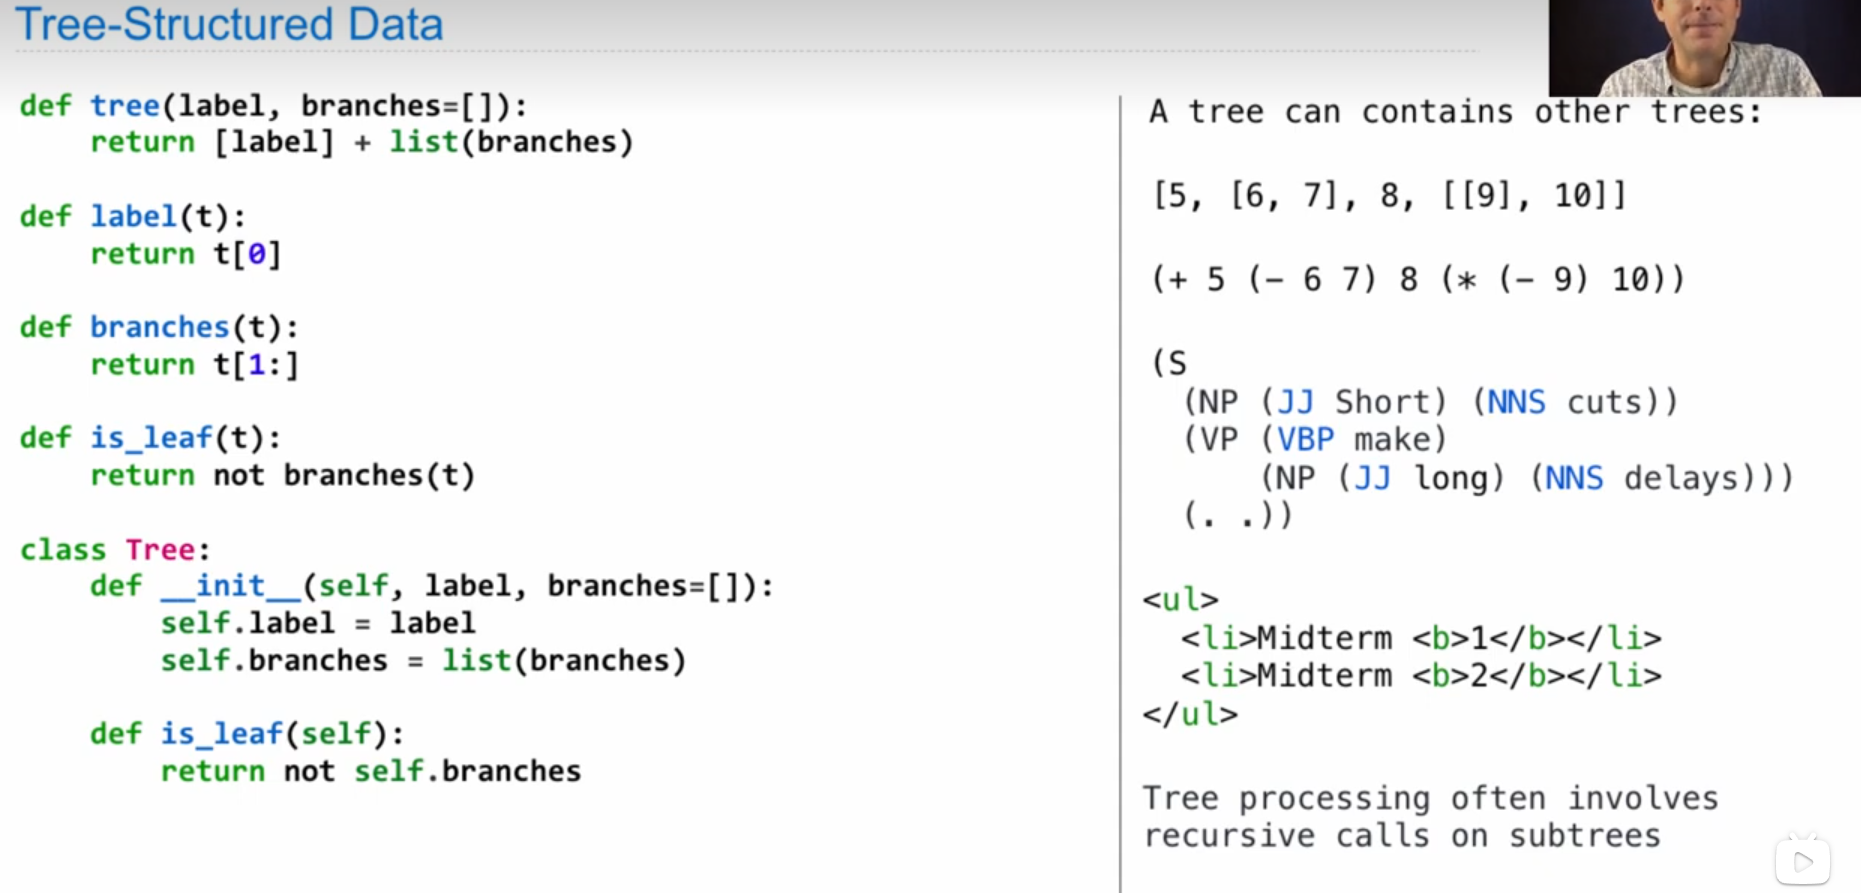 Tree-Structured Data
def tree(label, branches=[]):
    return [label] + list(branches)
def label(t):
    return t[0]
def branches(t):
    return t[1:]
def is_leaf(t):
    return not branches(t)
class Tree:
    def __init__(self, label, branches=[]):
        self.label = label
        self.branches = list(branches)
    def is_leaf(self):
        return not self.branches
A tree can contains other trees:
[5, [6, 7], 8, [[9], 10]]
(+ 5 (− 6 7) 8 (* (− 9) 10))
(S
  (NP (JJ Short) (NNS cuts))
  (VP (VBP make)
      (NP (JJ long) (NNS delays)))
  (. .))
<ul>
  <li>Midterm <b>1</b></li>
  <li>Midterm <b>2</b></li>
</ul>
Tree processing often involves
recursive calls on subtrees